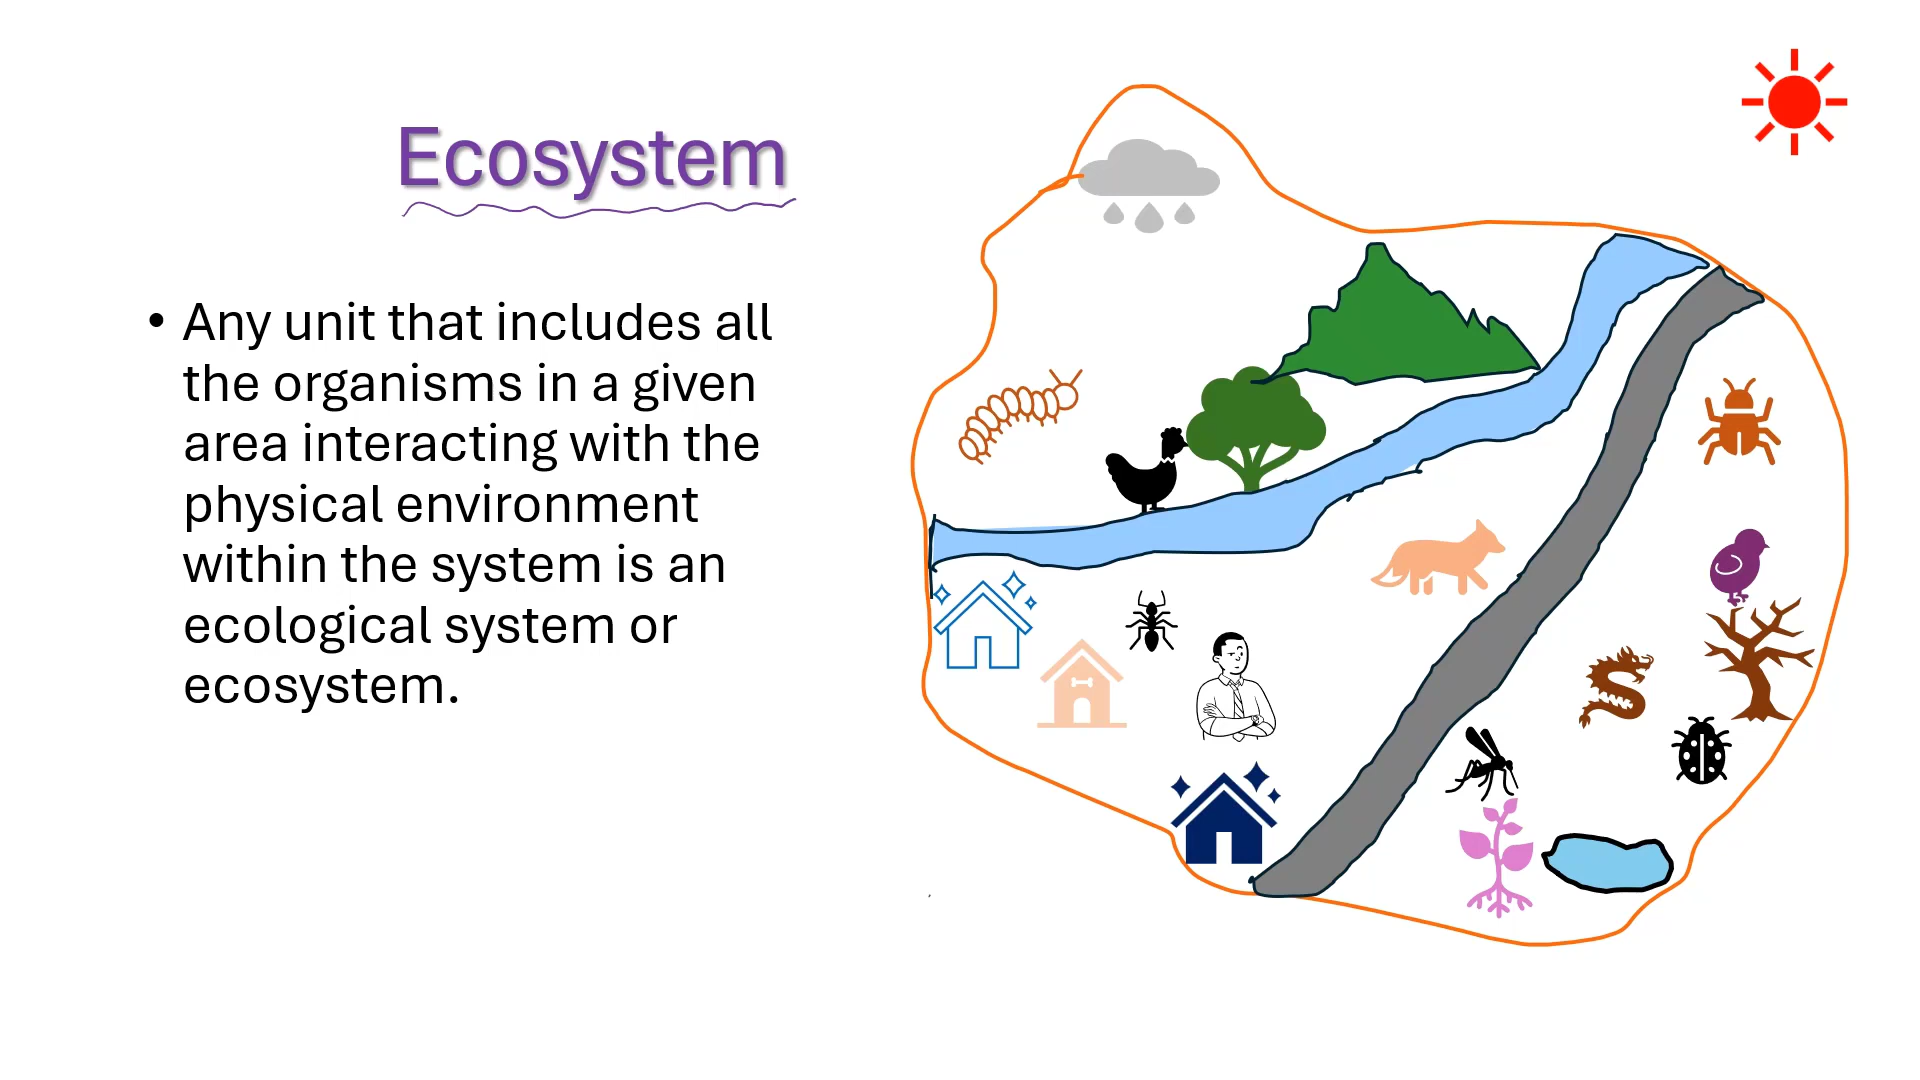 Ecosystem
• Any unit that includes all
the organisms in a given
area interacting with the
physical environment
within the system is an
ecological system or
ecosystem.